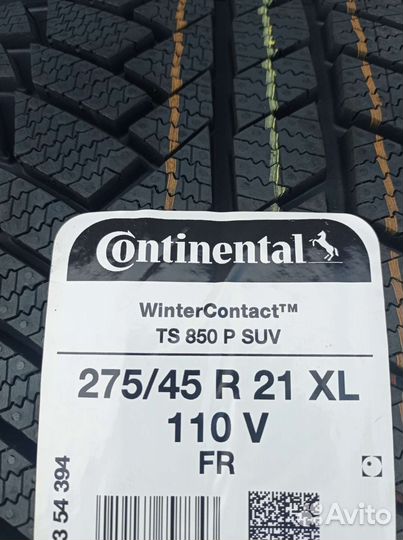 Continental
WinterContact™
TS 850 P SUV
275/45 R 21 XL
110 V
FR
3 54 394
Avito